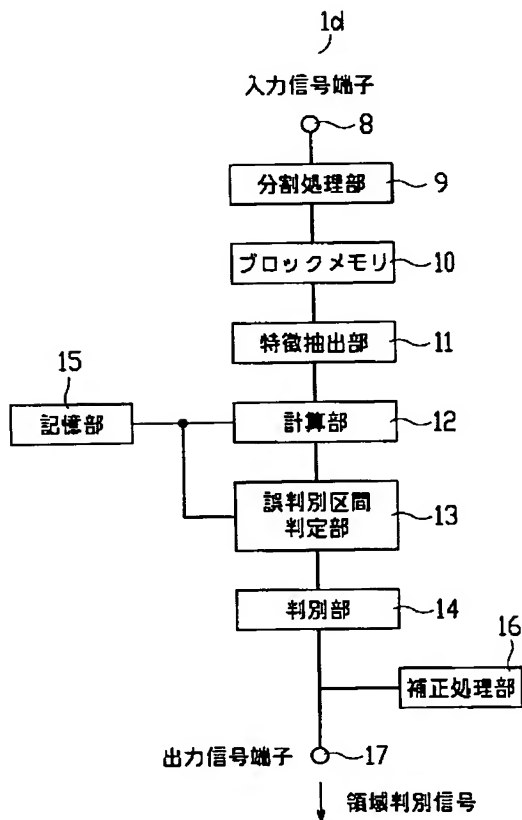 1d
入力信号端子
8
分割処理部 9
ブロックメモリ 10
特徴抽出部 11
15
記憶部
計算部 12
誤判別区間
判定部
13
判別部 14
16
補正処理部
出力信号端子 17
領域判別信号